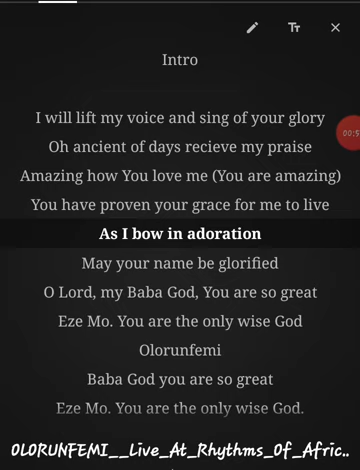 Intro
I will lift my voice and sing of your glory
Oh ancient of days recieve my praise
Amazing how You love me (You are amazing)
You have proven your grace for me to live
As I bow in adoration
May your name be glorified
O Lord, my Baba God, You are so great
Eze Mo. You are the only wise God
Olorunfemi
Baba God you are so great
Eze Mo. You are the only wise God.
OLORUNFEMI__Live_At_Rhythms_Of_Afric..